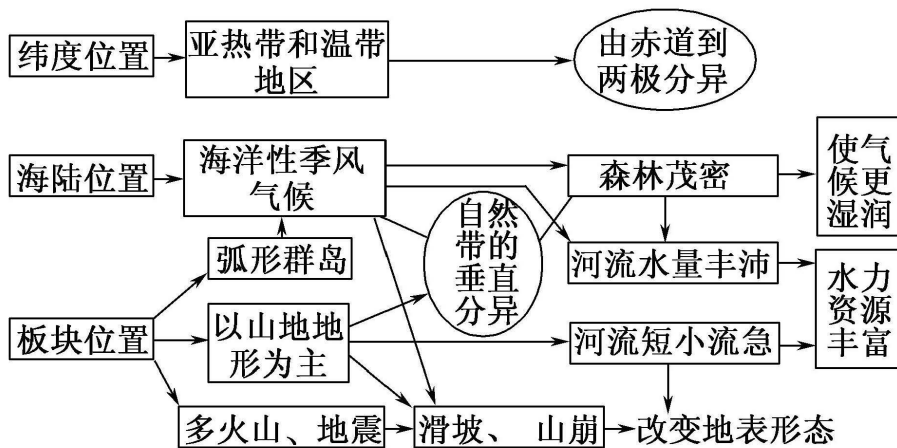 纬度位置
亚热带和温带
地区
由赤道到
两极分异
海陆位置
海洋性季风
气候
森林茂密
使气
候更
湿润
弧形群岛
自然
带的
垂直
分异
河流水量丰沛
板块位置
以山地地
形为主
河流短小流急
水力
资源
丰富
多火山、地震
滑坡、山崩
改变地表形态